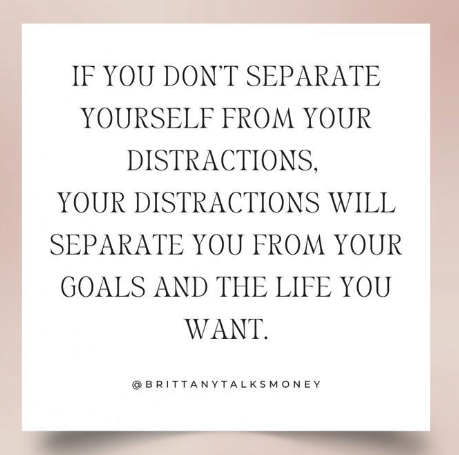 IF YOU DON'T SEPARATE
YOURSELF FROM YOUR
DISTRACTIONS,
YOUR DISTRACTIONS WILL
SEPARATE YOU FROM YOUR
GOALS AND THE LIFE YOU
WANT.
@BRITTANYTALKSMONEY